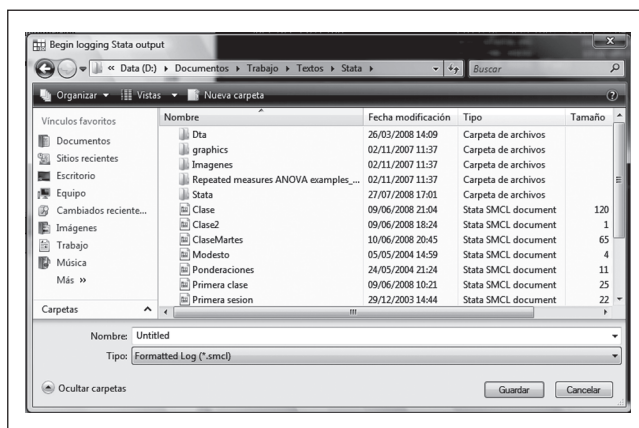 Begin logging Stata output
« Data (D:) ▸ Documentos ▸ Trabajo ▸ Textos ▸ Stata ▸
Buscar
Organizar
Vistas
Nueva carpeta
Vínculos favoritos
Documentos
Sitios recientes
Escritorio
Equipo
Cambiados reciente...
Imágenes
Trabajo
Música
Más »
Carpetas
Nombre Fecha modificación Tipo Tamaño
Dta 26/03/2008 14:09 Carpeta de archivos
graphics 02/11/2007 11:37 Carpeta de archivos
Imagenes 02/11/2007 11:37 Carpeta de archivos
Repeated measures ANOVA examples_... 02/11/2007 11:37 Carpeta de archivos
Stata 27/07/2008 17:01 Carpeta de archivos
Clase 09/06/2008 21:04 Stata SMCL document 120
Clase2 09/06/2008 18:24 Stata SMCL document 1
ClaseMartes 10/06/2008 20:45 Stata SMCL document 65
Modesto 05/05/2004 14:59 Stata SMCL document 4
Ponderaciones 24/05/2004 21:24 Stata SMCL document 11
Primera clase 09/06/2008 10:21 Stata SMCL document 25
Primera sesion 29/12/2003 14:44 Stata SMCL document 22
Nombre: Untitled
Tipo: Formatted Log (*.smcl)
Ocultar carpetas
Guardar
Cancelar